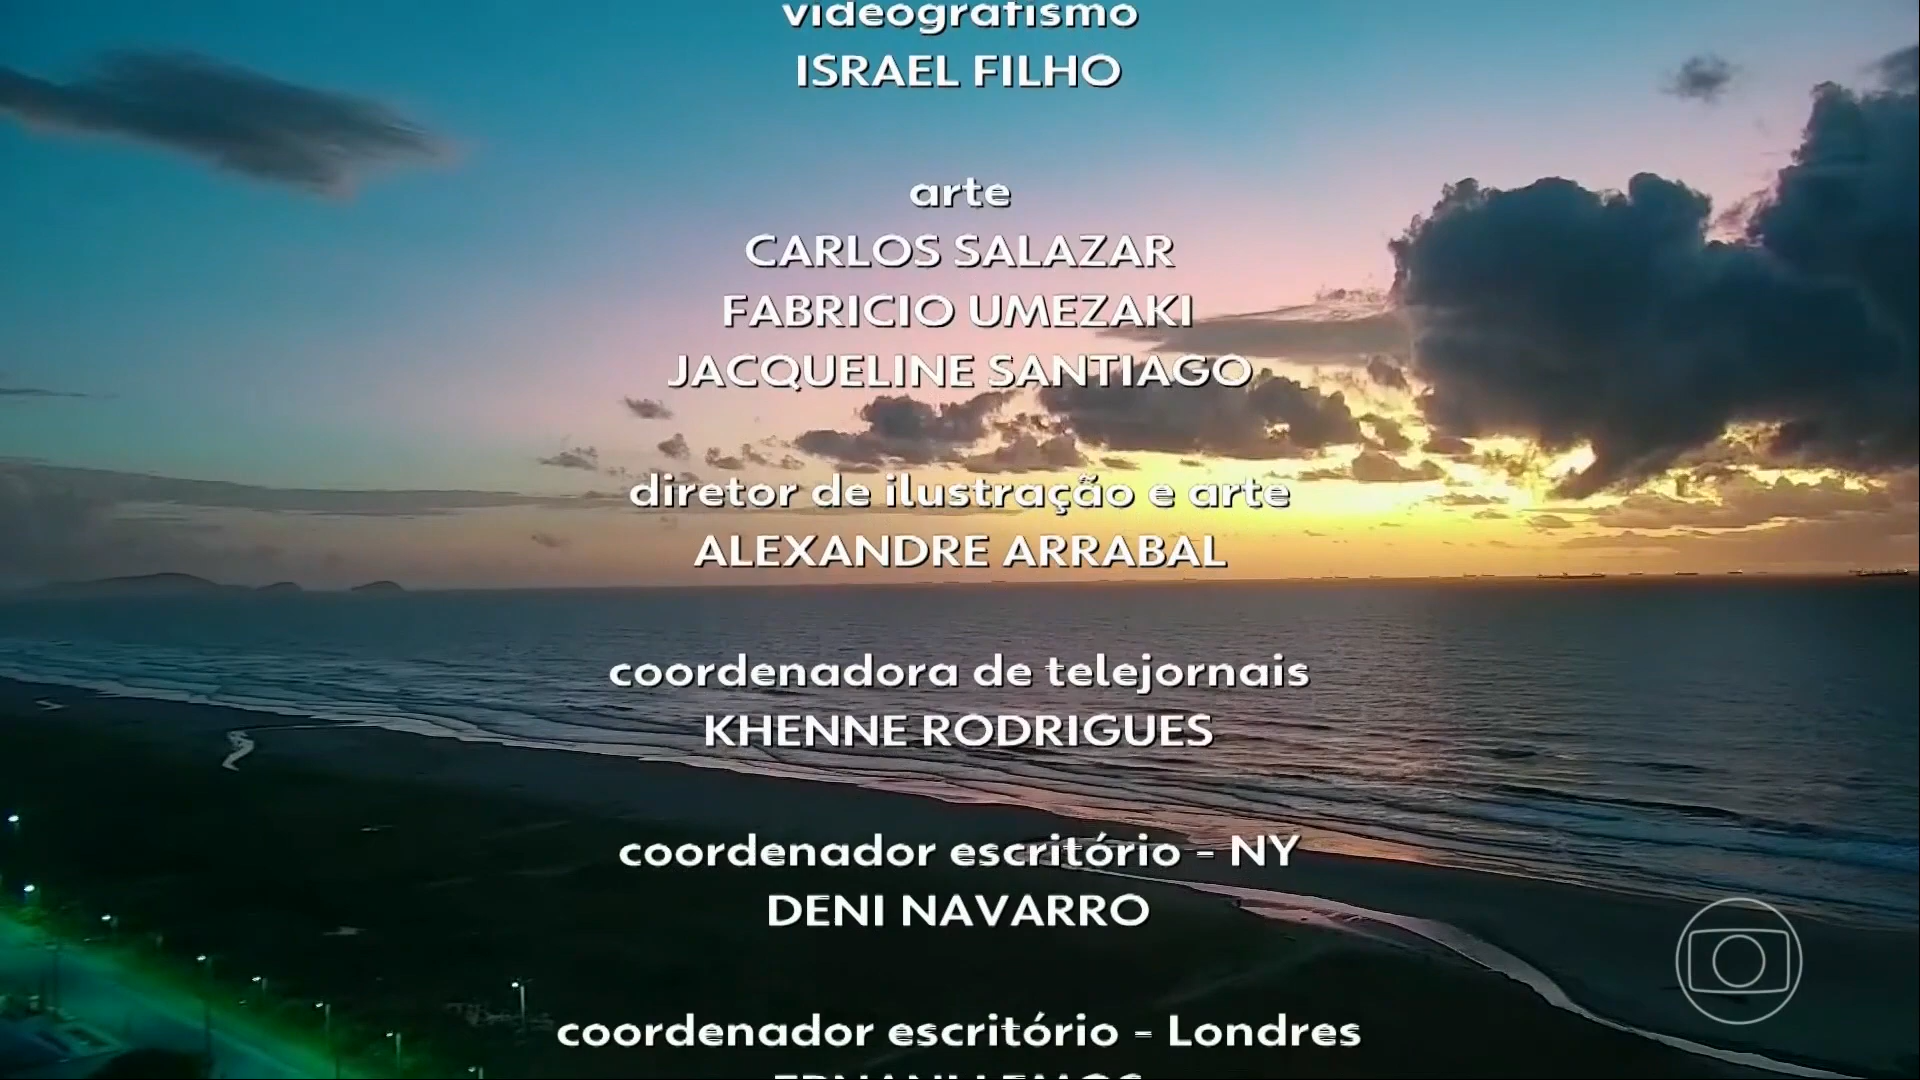 videografismo
ISRAEL FILHO
arte
CARLOS SALAZAR
FABRICIO UMEZAKI
JACQUELINE SANTIAGO
diretor de ilustração e arte
ALEXANDRE ARRABAL
coordenadora de telejornais
KHENNE RODRIGUES
coordenador escritório - NY
DENI NAVARRO
coordenador escritório - Londres